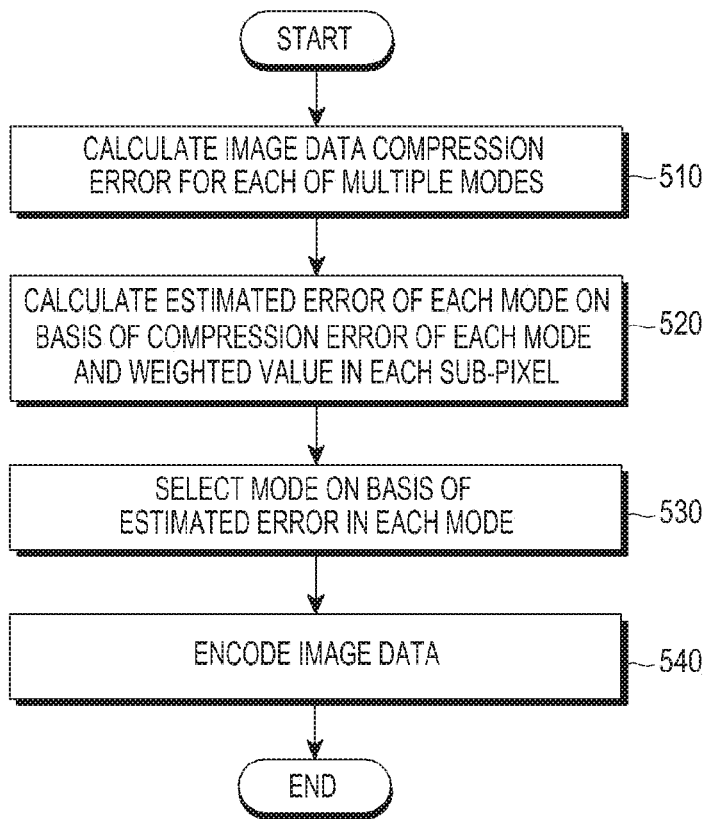 START
CALCULATE IMAGE DATA COMPRESSION
ERROR FOR EACH OF MULTIPLE MODES
510
CALCULATE ESTIMATED ERROR OF EACH MODE ON
BASIS OF COMPRESSION ERROR OF EACH MODE
AND WEIGHTED VALUE IN EACH SUB-PIXEL
520
SELECT MODE ON BASIS OF
ESTIMATED ERROR IN EACH MODE
530
ENCODE IMAGE DATA
540
END